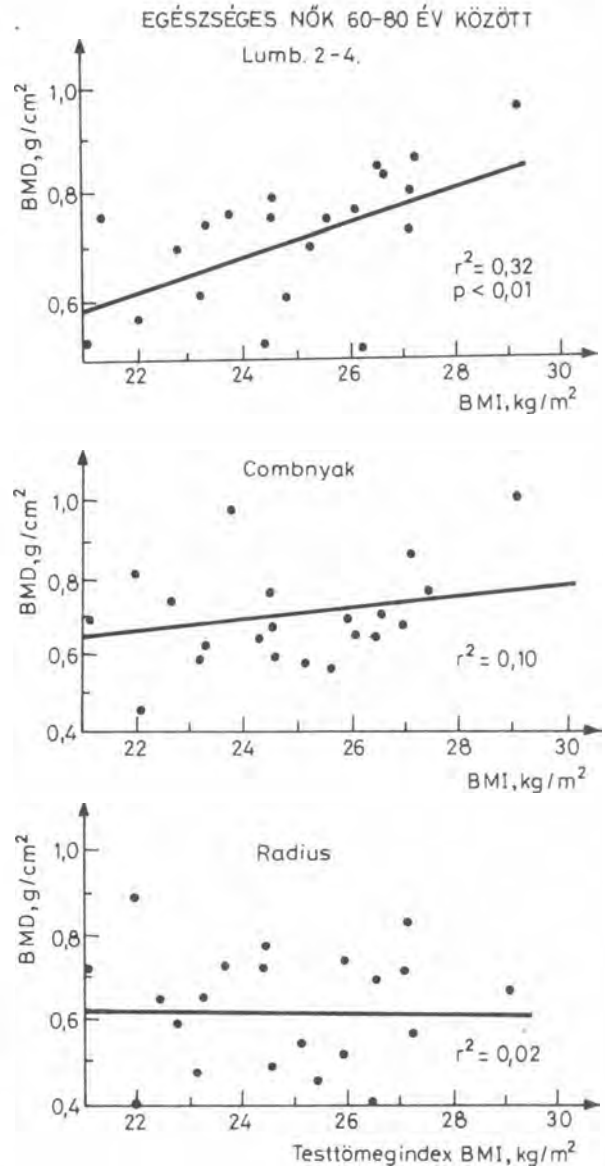 EGÉSZSÉGES NŐK 60-80 ÉV KÖZÖTT
Lumb. 2-4.
BMD, g/cm²
1,0
0,8
0,6
r² = 0,32
p < 0,01
22 24 26 28 30
BMI, kg/m²
Combnyak
BMD, g/cm²
1,0
0,8
0,6
0,4
r² = 0,10
22 24 26 28 30
BMI, kg/m²
Radius
BMD, g/cm²
1,0
0,8
0,6
0,4
r² = 0,02
22 24 26 28 30
Testtömegindex BMI, kg/m²